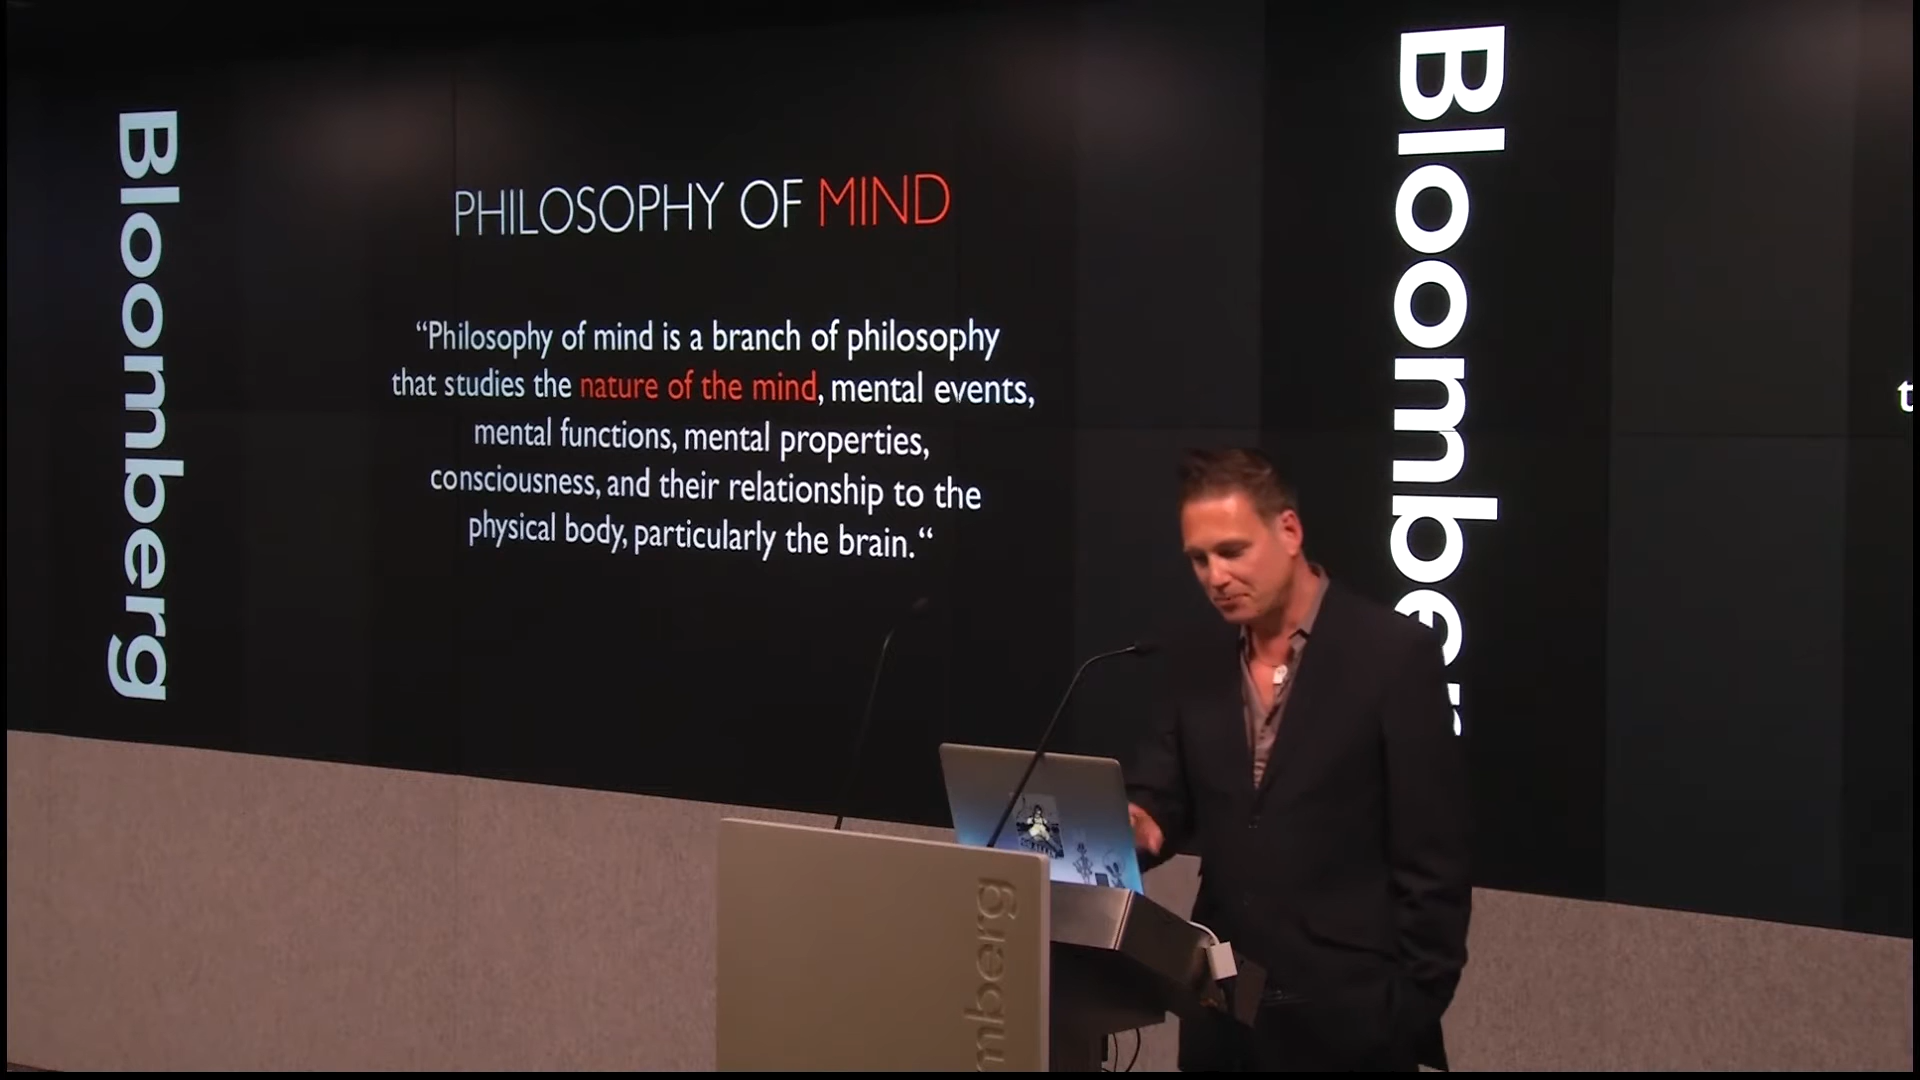 Bloomberg
PHILOSOPHY OF MIND
“Philosophy of mind is a branch of philosophy
that studies the nature of the mind, mental events,
mental functions, mental properties,
consciousness, and their relationship to the
physical body, particularly the brain.“
Bloomber
t
mberg